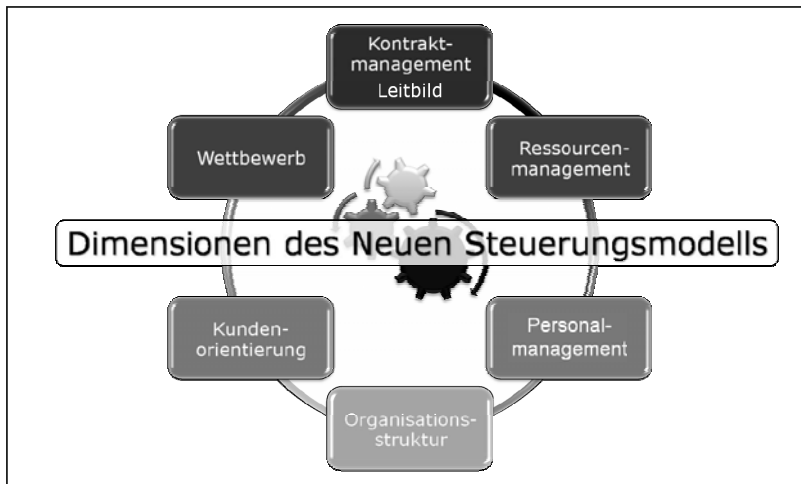 Kontrakt-
management
Leitbild
Wettbewerb
Ressourcen-
management
Dimensionen des Neuen Steuerungsmodells
Kunden-
orientierung
Personal-
management
Organisations-
struktur